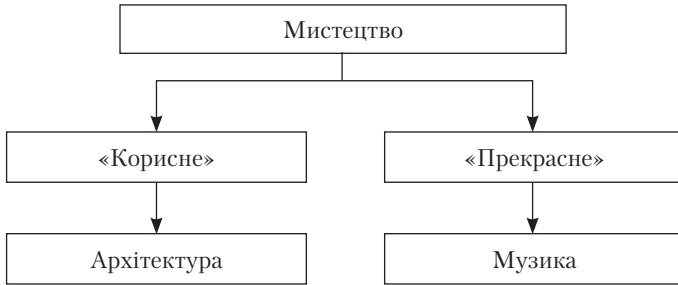 Мистецтво
«Корисне»
«Прекрасне»
Архітектура
Музика